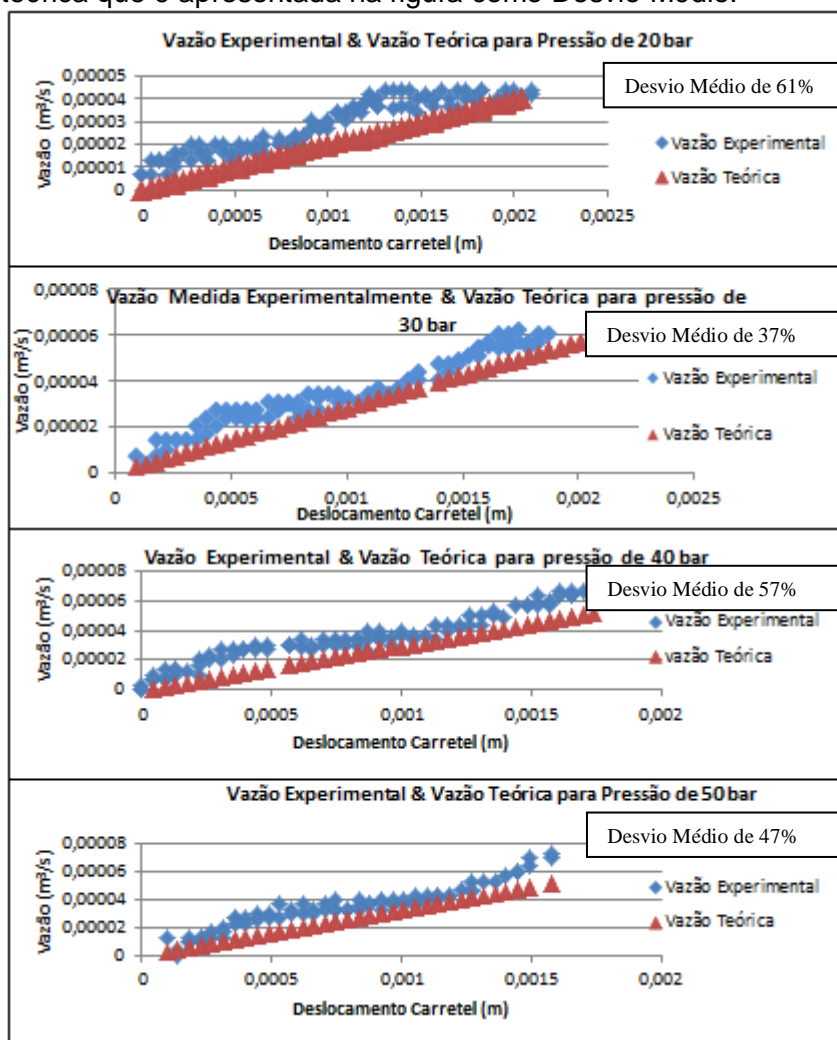 teórica que é apresentada na figura como Desvio Médio.
Vazão Experimental & Vazão Teórica para Pressão de 20 bar
Desvio Médio de 61%
Vazão (m³/s)
0,00005
0,00004
0,00003
0,00002
0,00001
0
0
0,0005
0,001
0,0015
0,002
0,0025
Deslocamento carretel (m)
Vazão Experimental
Vazão Teórica
Vazão Medida Experimentalmente & Vazão Teórica para pressão de
30 bar
Desvio Médio de 37%
Vazão (m³/s)
0,00008
0,00006
0,00004
0,00002
0
0
0,0005
0,001
0,0015
0,002
0,0025
Deslocamento Carretel (m)
Vazão Experimental
Vazão Teórica
Vazão Experimental & Vazão Teórica para pressão de 40 bar
Desvio Médio de 57%
Vazão (m³/s)
0,00008
0,00006
0,00004
0,00002
0
0
0,0005
0,001
0,0015
0,002
Deslocamento Carretel (m)
Vazão Experimental
vazão Teórica
Vazão Experimental & Vazão Teórica para Pressão de 50 bar
Desvio Médio de 47%
Vazão (m³/s)
0,00008
0,00006
0,00004
0,00002
0
0
0,0005
0,001
0,0015
0,002
Deslocamento Carretel (m)
Vazão Experimental
Vazão Teórica